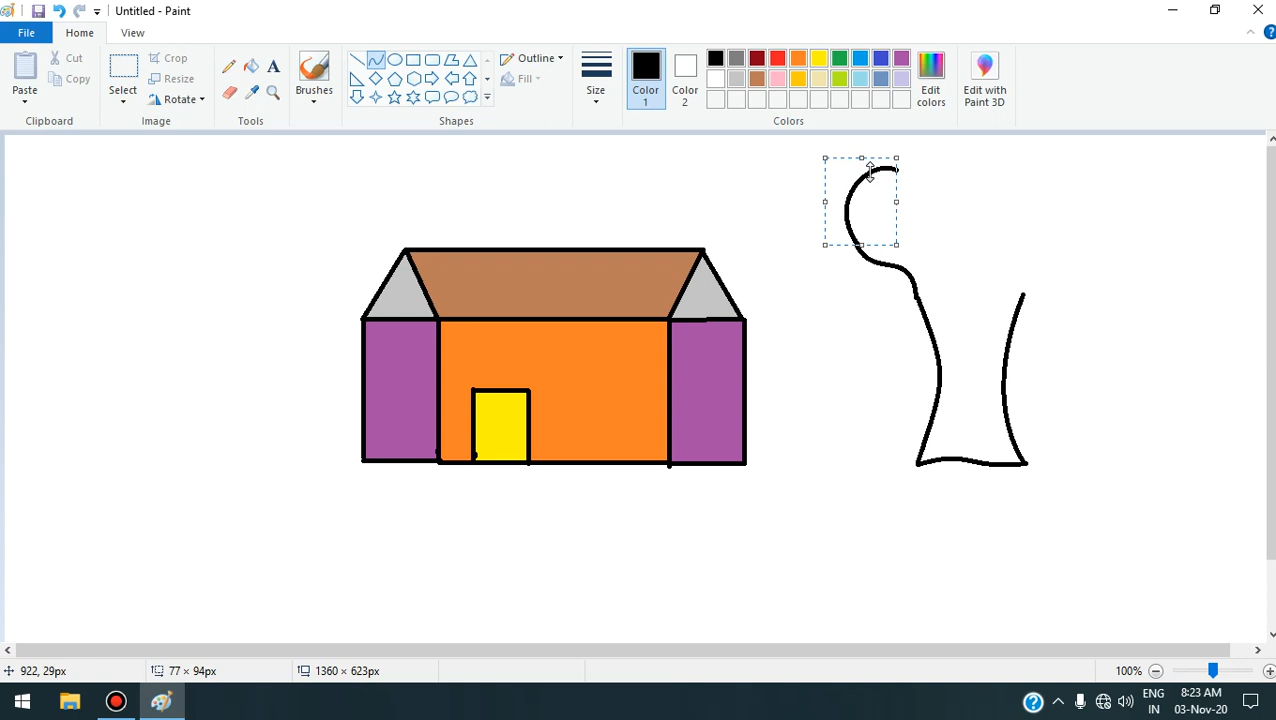 Untitled - Paint
File
Home
View
Paste
Cut
Copy
Clipboard
Select
Crop
Resize
Rotate
Image
A
Tools
Brushes
Outline
Fill
Shapes
Size
Color 1
Color 2
Edit colors
Colors
Edit with Paint 3D
922, 29px
77 × 94px
1360 × 623px
100%
ENG
IN
8:23 AM
03-Nov-20